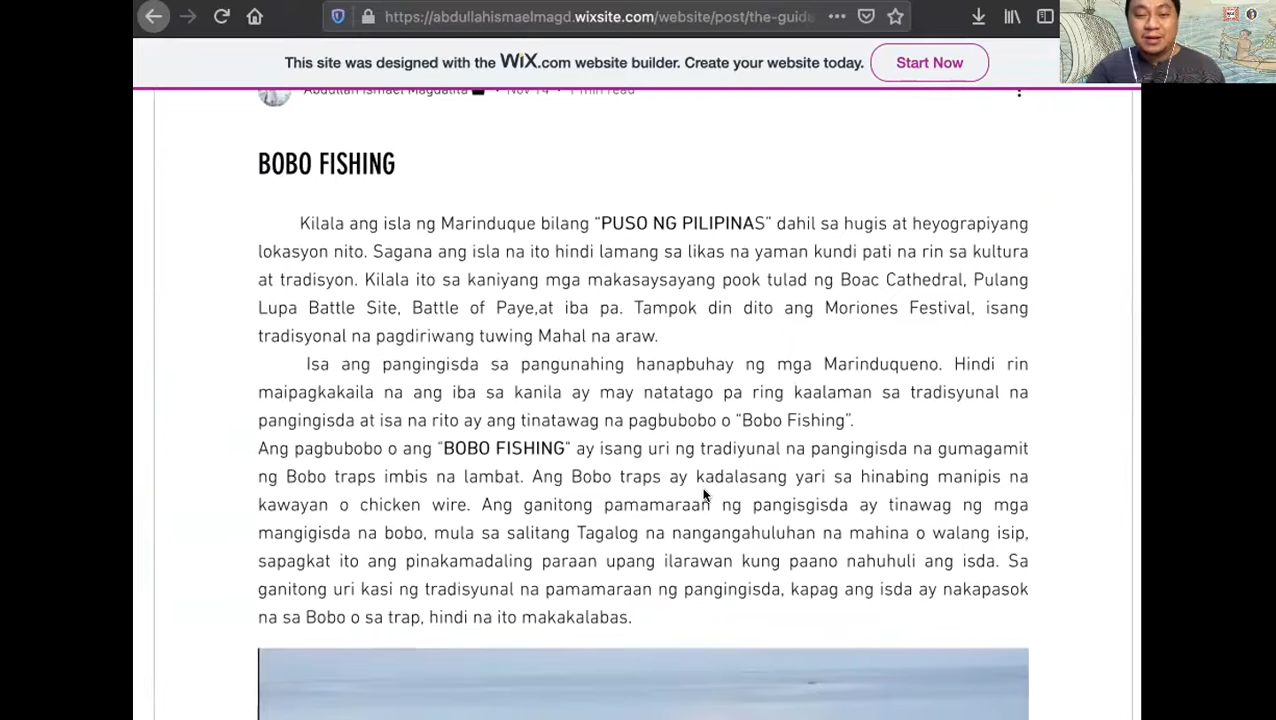 https://abdullahismaelmagd.wixsite.com/website/post/the-guid
This site was designed with the WiX.com website builder. Create your website today.
Start Now
Abdullah Ismael Magdalita • Nov 14 • 1 min read
BOBO FISHING
Kilala ang isla ng Marinduque bilang “PUSO NG PILIPINAS” dahil sa hugis at heyograpiyang
lokasyon nito. Sagana ang isla na ito hindi lamang sa likas na yaman kundi pati na rin sa kultura
at tradisyon. Kilala ito sa kaniyang mga makasaysayang pook tulad ng Boac Cathedral, Pulang
Lupa Battle Site, Battle of Paye,at iba pa. Tampok din dito ang Moriones Festival, isang
tradisyonal na pagdiriwang tuwing Mahal na araw.
Isa ang pangingisda sa pangunahing hanapbuhay ng mga Marinduqueno. Hindi rin
maipagkakaila na ang iba sa kanila ay may natatago pa ring kaalaman sa tradisyunal na
pangingisda at isa na rito ay ang tinatawag na pagbubobo o “Bobo Fishing”.
Ang pagbubobo o ang “BOBO FISHING” ay isang uri ng tradiyunal na pangingisda na gumagamit
ng Bobo traps imbis na lambat. Ang Bobo traps ay kadalasang yari sa hinabing manipis na
kawayan o chicken wire. Ang ganitong pamamaraan ng pangisgisda ay tinawag ng mga
mangigisda na bobo, mula sa salitang Tagalog na nangangahuluhan na mahina o walang isip,
sapagkat ito ang pinakamadaling paraan upang ilarawan kung paano nahuhuli ang isda. Sa
ganitong uri kasi ng tradisyunal na pamamaraan ng pangingisda, kapag ang isda ay nakapasok
na sa Bobo o sa trap, hindi na ito makakalabas.